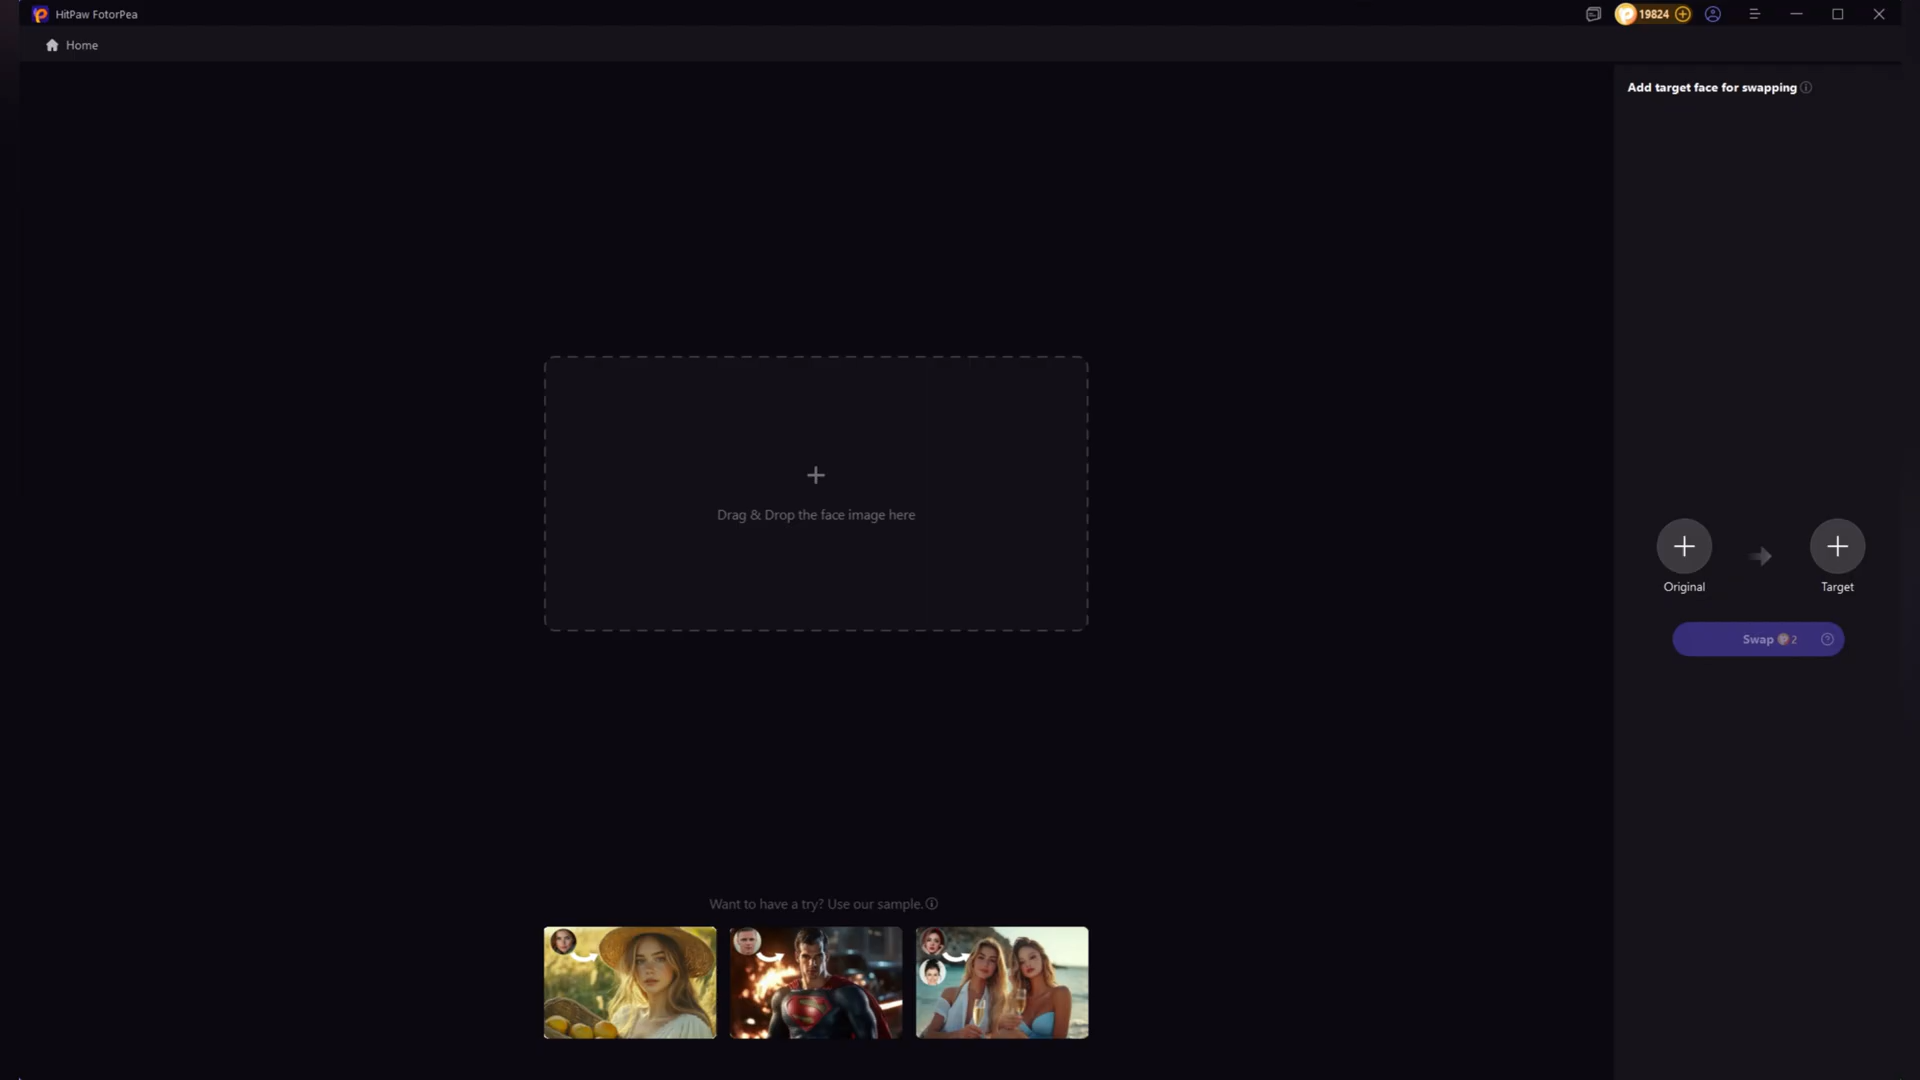 HitPaw FotorPea
19824
Home
Add target face for swapping
Drag & Drop the face image here
Original
Target
Swap 2
Want to have a try? Use our sample.